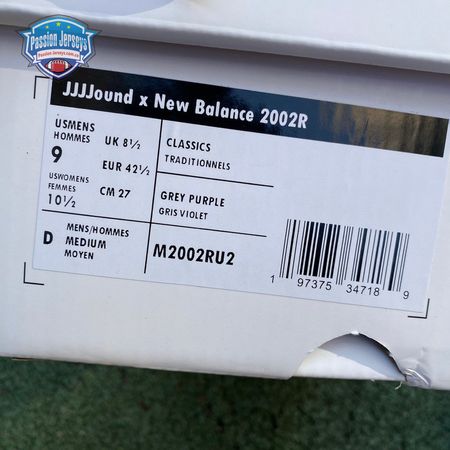 Passion Jerseys
PassionJerseys.com.cn
JJJJound x New Balance 2002R
USMENS
HOMMES
9
UK 8½
EUR 42½
USWOMENS
FEMMES
10½
CM 27
CLASSICS
TRADITIONNELS
GREY PURPLE
GRIS VIOLET
D
MENS/HOMMES
MEDIUM
MOYEN
M2002RU2
1 97375 34718 9